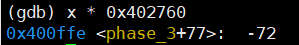 (gdb) x * 0x402760
0x400ffe <phase_3+77>: -72